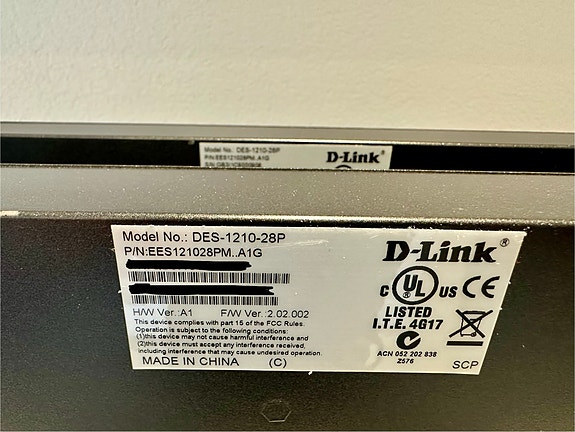 Model No.: DES-1210-28P
P/N:EES121028PM..A1G
D-Link®
Model No.: DES-1210-28P
P/N:EES121028PM..A1G
D-Link®
C UL US CE
LISTED
I.T.E. 4G17
H/W Ver.:A1 F/W Ver.:2.02.002
This device complies with part 15 of the FCC Rules.
Operation is subject to the following conditions:
(1)this device may not cause harmful interference and
(2)this device must accept any interference received,
including interference that may cause undesired operation.
MADE IN CHINA (C)
ACN 052 202 838
Z576
SCP